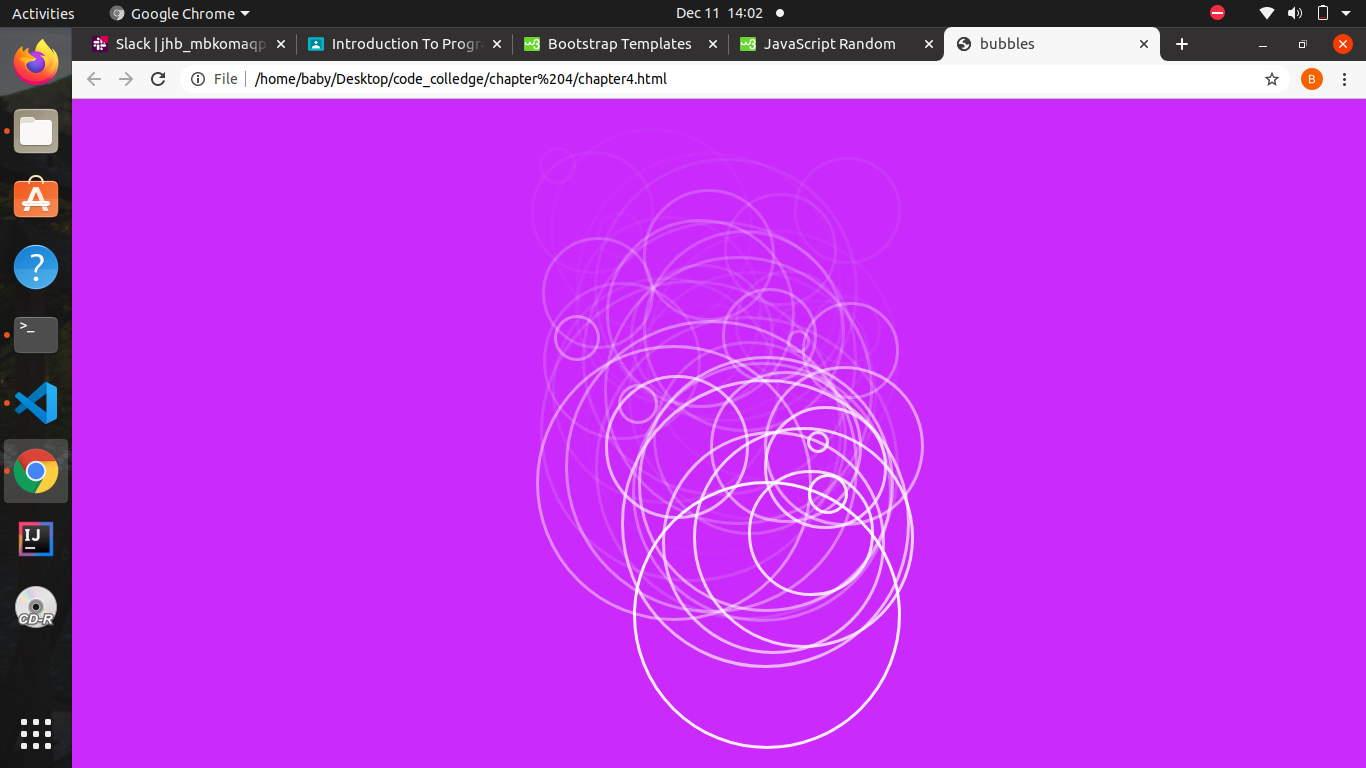 Activities Google Chrome Dec 11 14:02
Slack | jhb_mbkomaqp Introduction To Progra Bootstrap Templates JavaScript Random bubbles
File /home/baby/Desktop/code_colledge/chapter%204/chapter4.html B
>_
?
IJ
CD-R